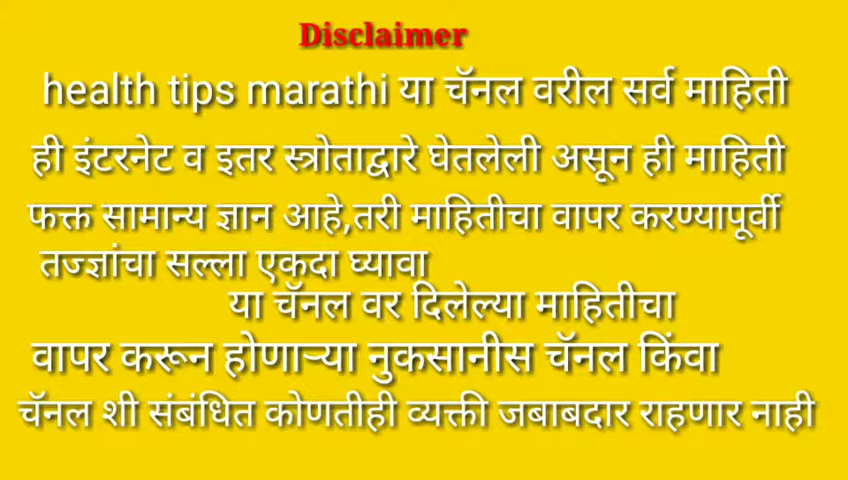 Disclaimer
health tips marathi या चॅनल वरील सर्व माहिती
ही इंटरनेट व इतर स्त्रोताद्वारे घेतलेली असून ही माहिती
फक्त सामान्य ज्ञान आहे,तरी माहितीचा वापर करण्यापूर्वी
तज्ज्ञांचा सल्ला एकदा घ्यावा
या चॅनल वर दिलेल्या माहितीचा
वापर करून होणाऱ्या नुकसानीस चॅनल किंवा
चॅनल शी संबंधित कोणतीही व्यक्ती जबाबदार राहणार नाही